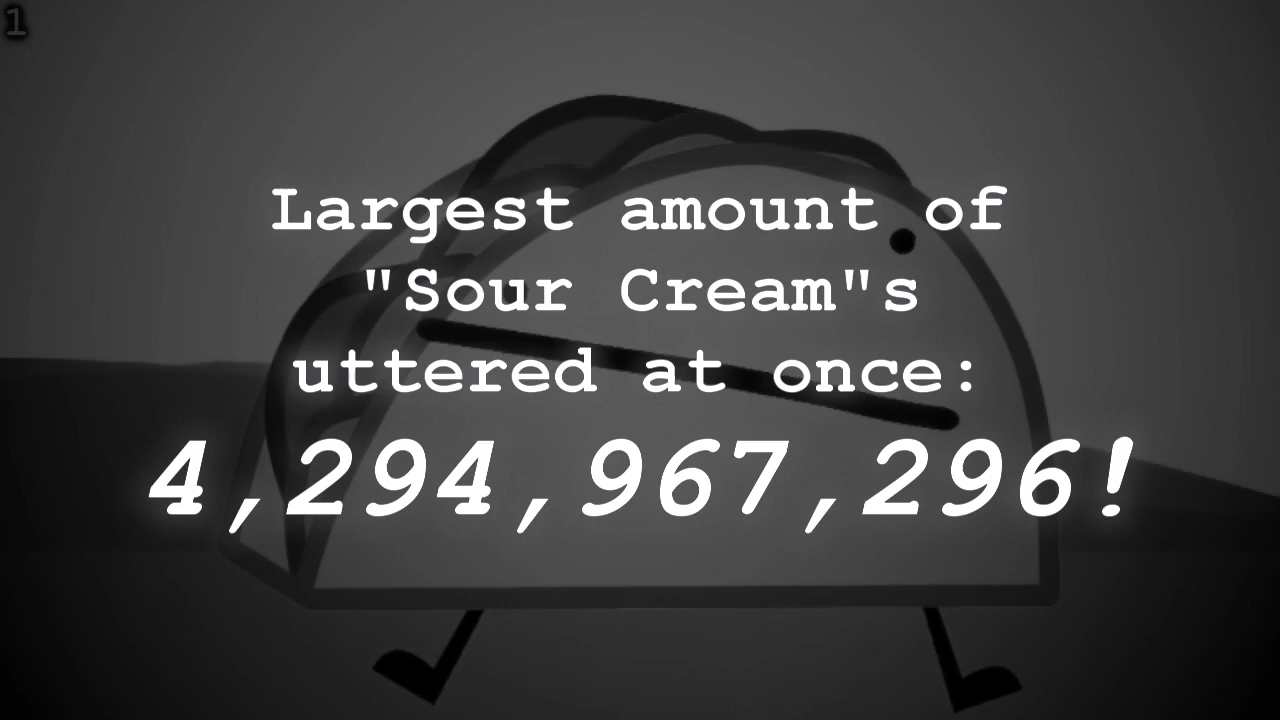 1
Largest amount of
"Sour Cream"s
uttered at once:
4,294,967,296!